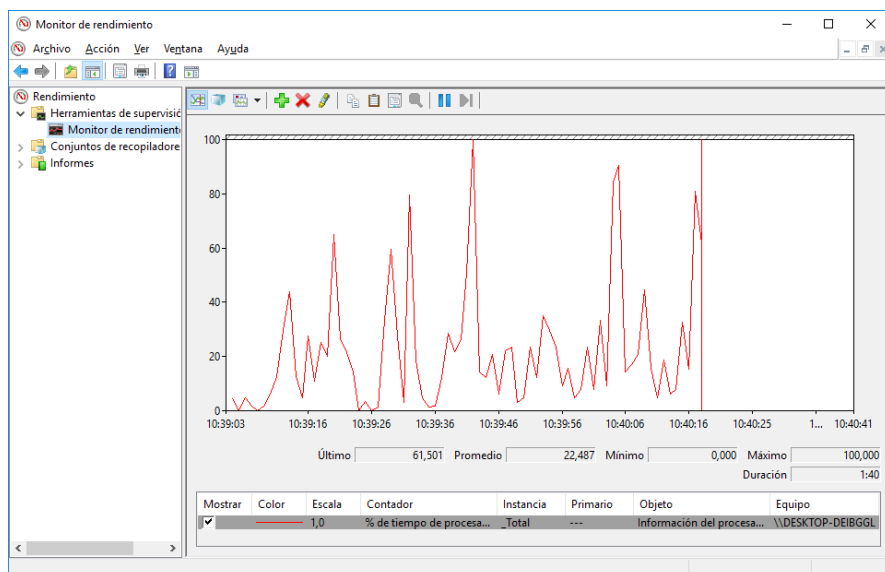 Monitor de rendimiento
Archivo Acción Ver Ventana Ayuda
Rendimiento
Herramientas de supervisió
Monitor de rendimient
Conjuntos de recopiladore
Informes
100
80
60
40
20
0
10:39:03 10:39:16 10:39:26 10:39:36 10:39:46 10:39:56 10:40:06 10:40:16 10:40:25 1... 10:40:41
Último 61,501 Promedio 22,487 Mínimo 0,000 Máximo 100,000
Duración 1:40
Mostrar Color Escala Contador Instancia Primario Objeto Equipo
1,0 % de tiempo de procesa... _Total --- Información del procesa... \\DESKTOP-DEIBGGL